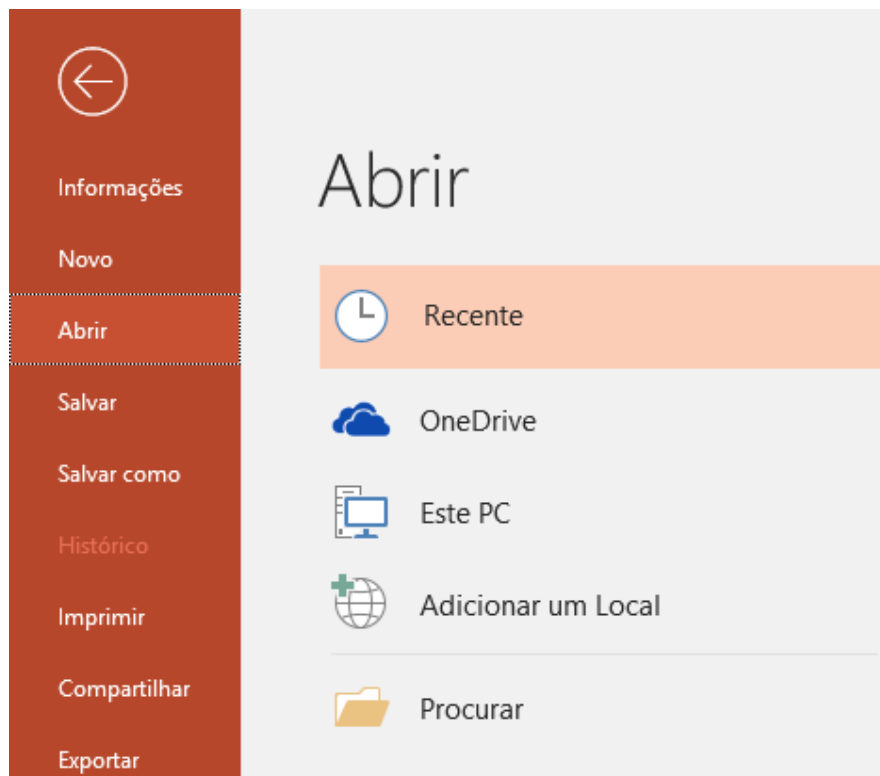 Informações
Novo
Abrir
Salvar
Salvar como
Histórico
Imprimir
Compartilhar
Exportar
Abrir
Recente
OneDrive
Este PC
Adicionar um Local
Procurar